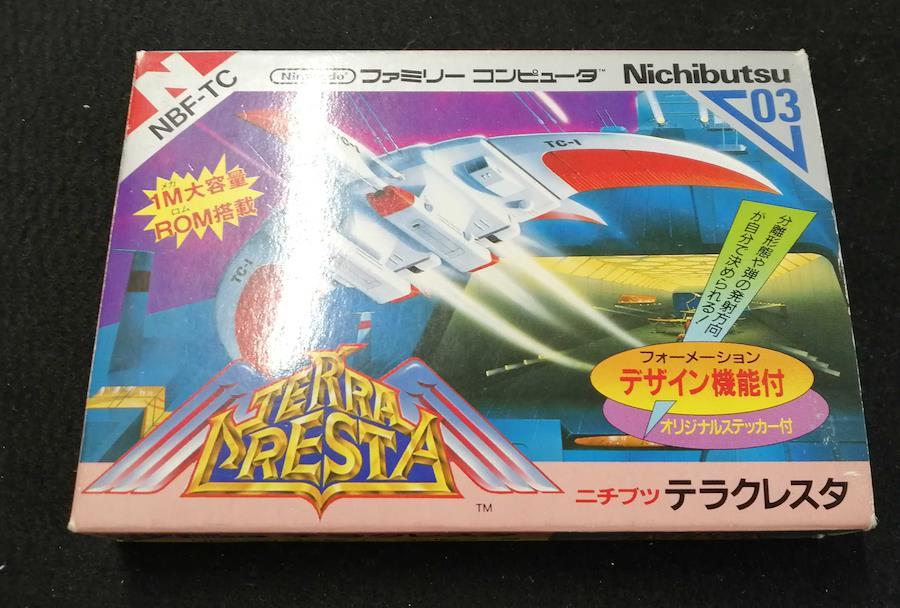 N
NBF-TC
Nintendo ファミリー コンピュータ™ Nichibutsu
03
メガ
1M大容量
ロム
ROM搭載
TC-1
TC-1
TC-1
分離形態や弾の発射方向
が自分で決められる!
フォーメーション
デザイン機能付
オリジナルステッカー付
TERRA
CRESTA
TM
ニチブツ テラクレスタ